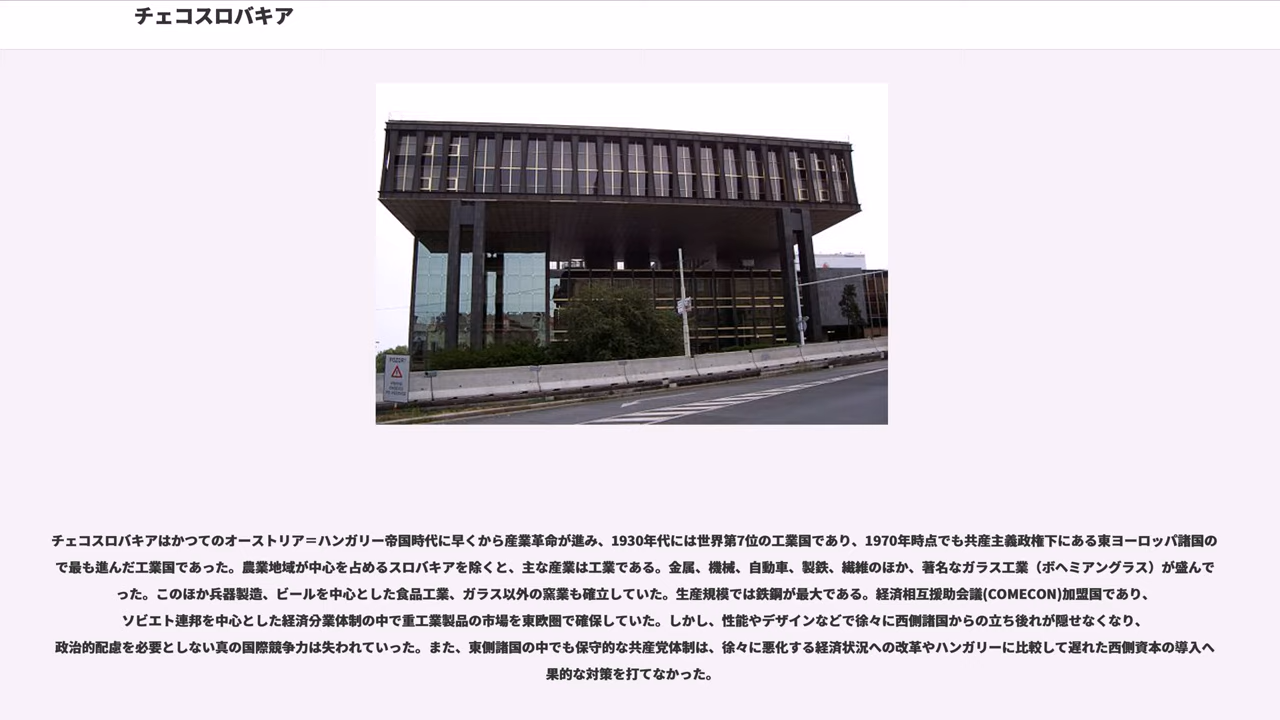 チェコスロバキア
POZOR!
チェコスロバキアはかつてのオーストリア＝ハンガリー帝国時代に早くから産業革命が進み、1930年代には世界第7位の工業国であり、1970年時点でも共産主義政権下にある東ヨーロッパ諸国の
で最も進んだ工業国であった。農業地域が中心を占めるスロバキアを除くと、主な産業は工業である。金属、機械、自動車、製鉄、繊維のほか、著名なガラス工業（ボヘミアングラス）が盛んで
った。このほか兵器製造、ビールを中心とした食品工業、ガラス以外の窯業も確立していた。生産規模では鉄鋼が最大である。経済相互援助会議(COMECON)加盟国であり、
ソビエト連邦を中心とした経済分業体制の中で重工業製品の市場を東欧圏で確保していた。しかし、性能やデザインなどで徐々に西側諸国からの立ち後れが隠せなくなり、
政治的配慮を必要としない真の国際競争力は失われていった。また、東側諸国の中でも保守的な共産党体制は、徐々に悪化する経済状況への改革やハンガリーに比較して遅れた西側資本の導入へ
果的な対策を打てなかった。